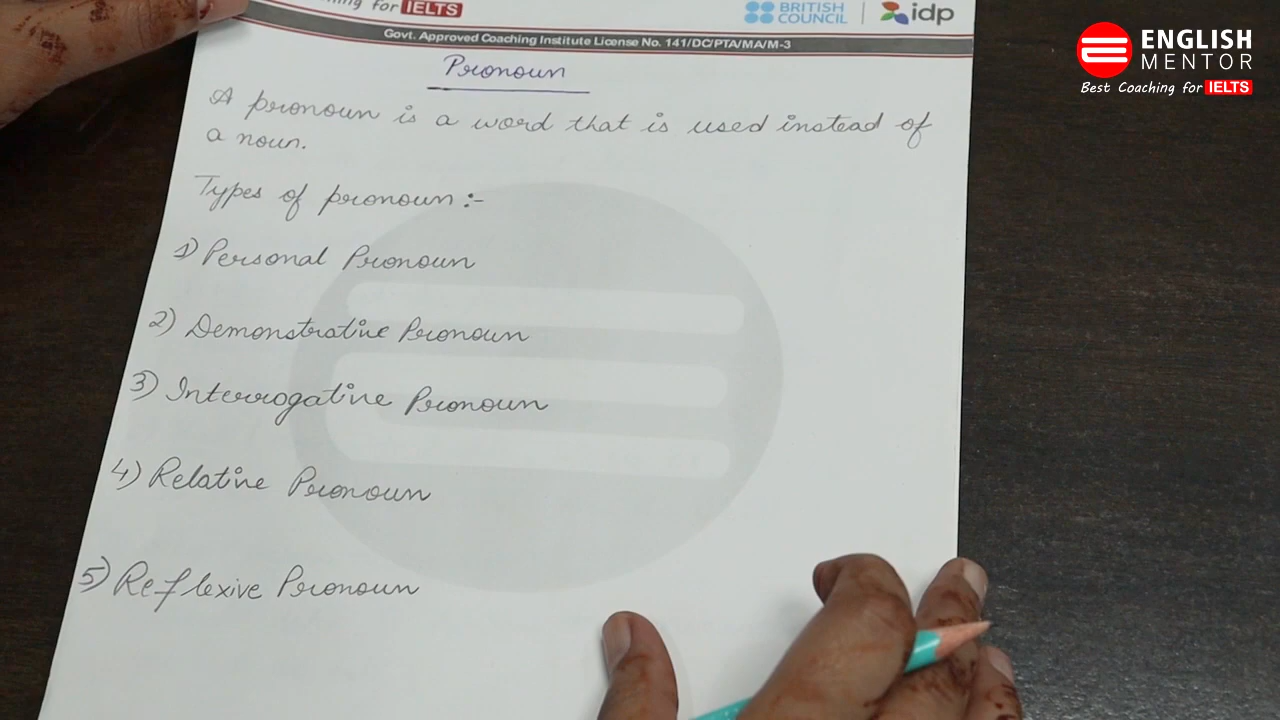 for IELTS
BRITISH
COUNCIL
idp
Govt. Approved Coaching Institute License No. 141/DC/PTA/MA/M-3
ENGLISH
MENTOR
Best Coaching for IELTS
Pronoun
A pronoun is a word that is used instead of
a noun.
Types of pronoun :-
1) Personal Pronoun
2) Demonstrative Pronoun
3) Interrogative Pronoun
4) Relative Pronoun
5) Reflexive Pronoun